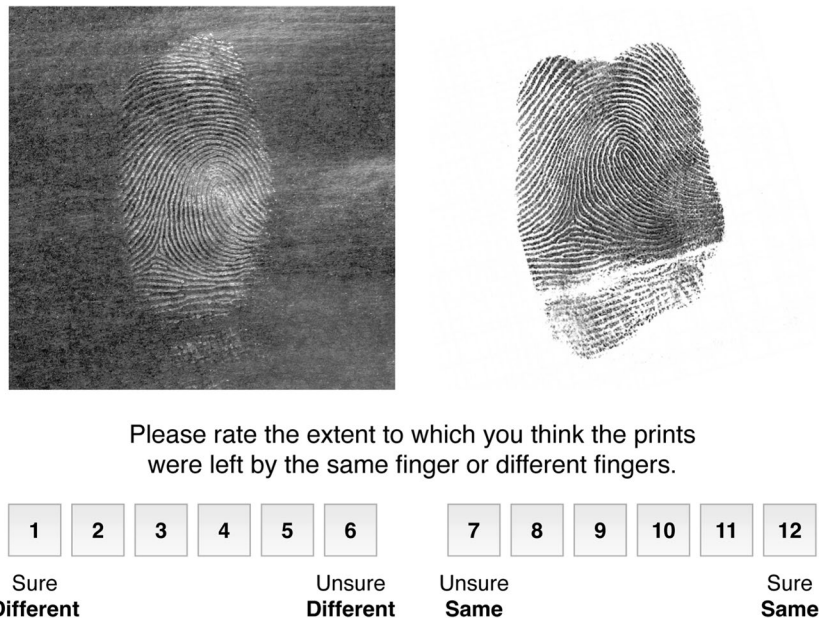 Please rate the extent to which you think the prints
were left by the same finger or different fingers.
1 2 3 4 5 6 7 8 9 10 11 12
Sure Unsure Unsure Sure
Different Different Same Same